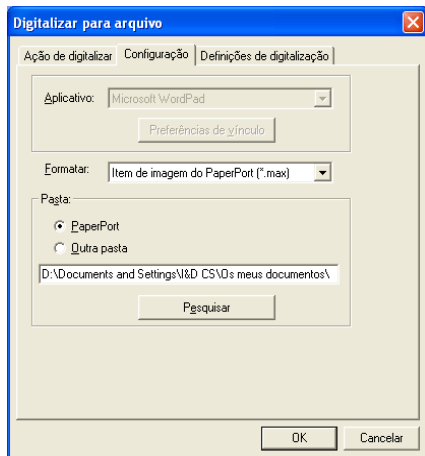 Digitalizar para arquivo
Ação de digitalizar Configuração Definições de digitalização
Aplicativo: Microsoft WordPad
Preferências de vínculo
Formatar: Item de imagem do PaperPort (*.max)
Pasta:
PaperPort
Outra pasta
D:\Documents and Settings\I&D CS\Os meus documentos\
Pesquisar
OK Cancelar